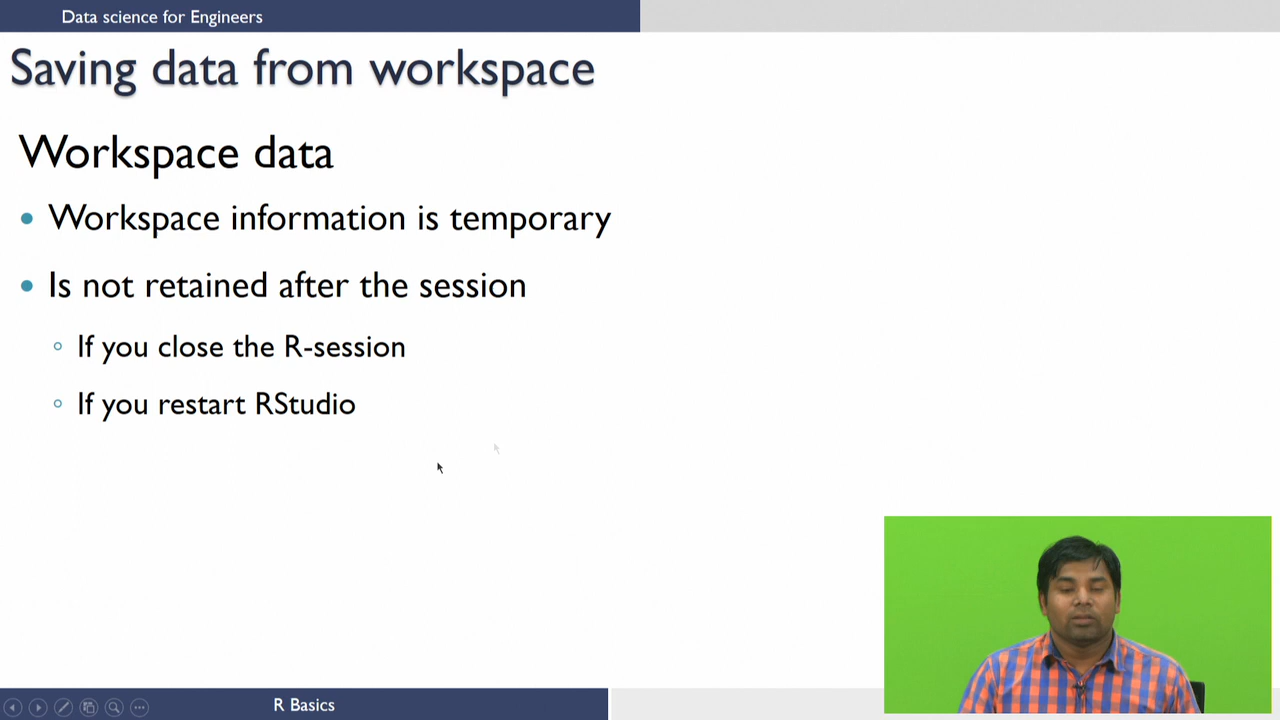 Data science for Engineers
Saving data from workspace
Workspace data
Workspace information is temporary
Is not retained after the session
If you close the R-session
If you restart RStudio
R Basics